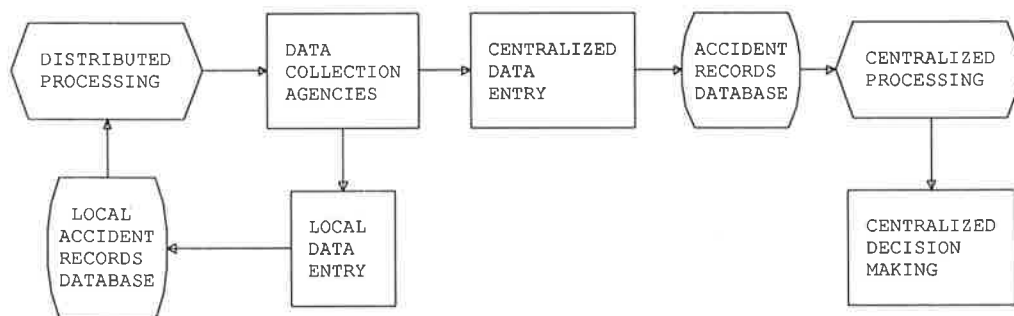 DISTRIBUTED
PROCESSING
DATA
COLLECTION
AGENCIES
CENTRALIZED
DATA
ENTRY
ACCIDENT
RECORDS
DATABASE
CENTRALIZED
PROCESSING
LOCAL
ACCIDENT
RECORDS
DATABASE
LOCAL
DATA
ENTRY
CENTRALIZED
DECISION
MAKING